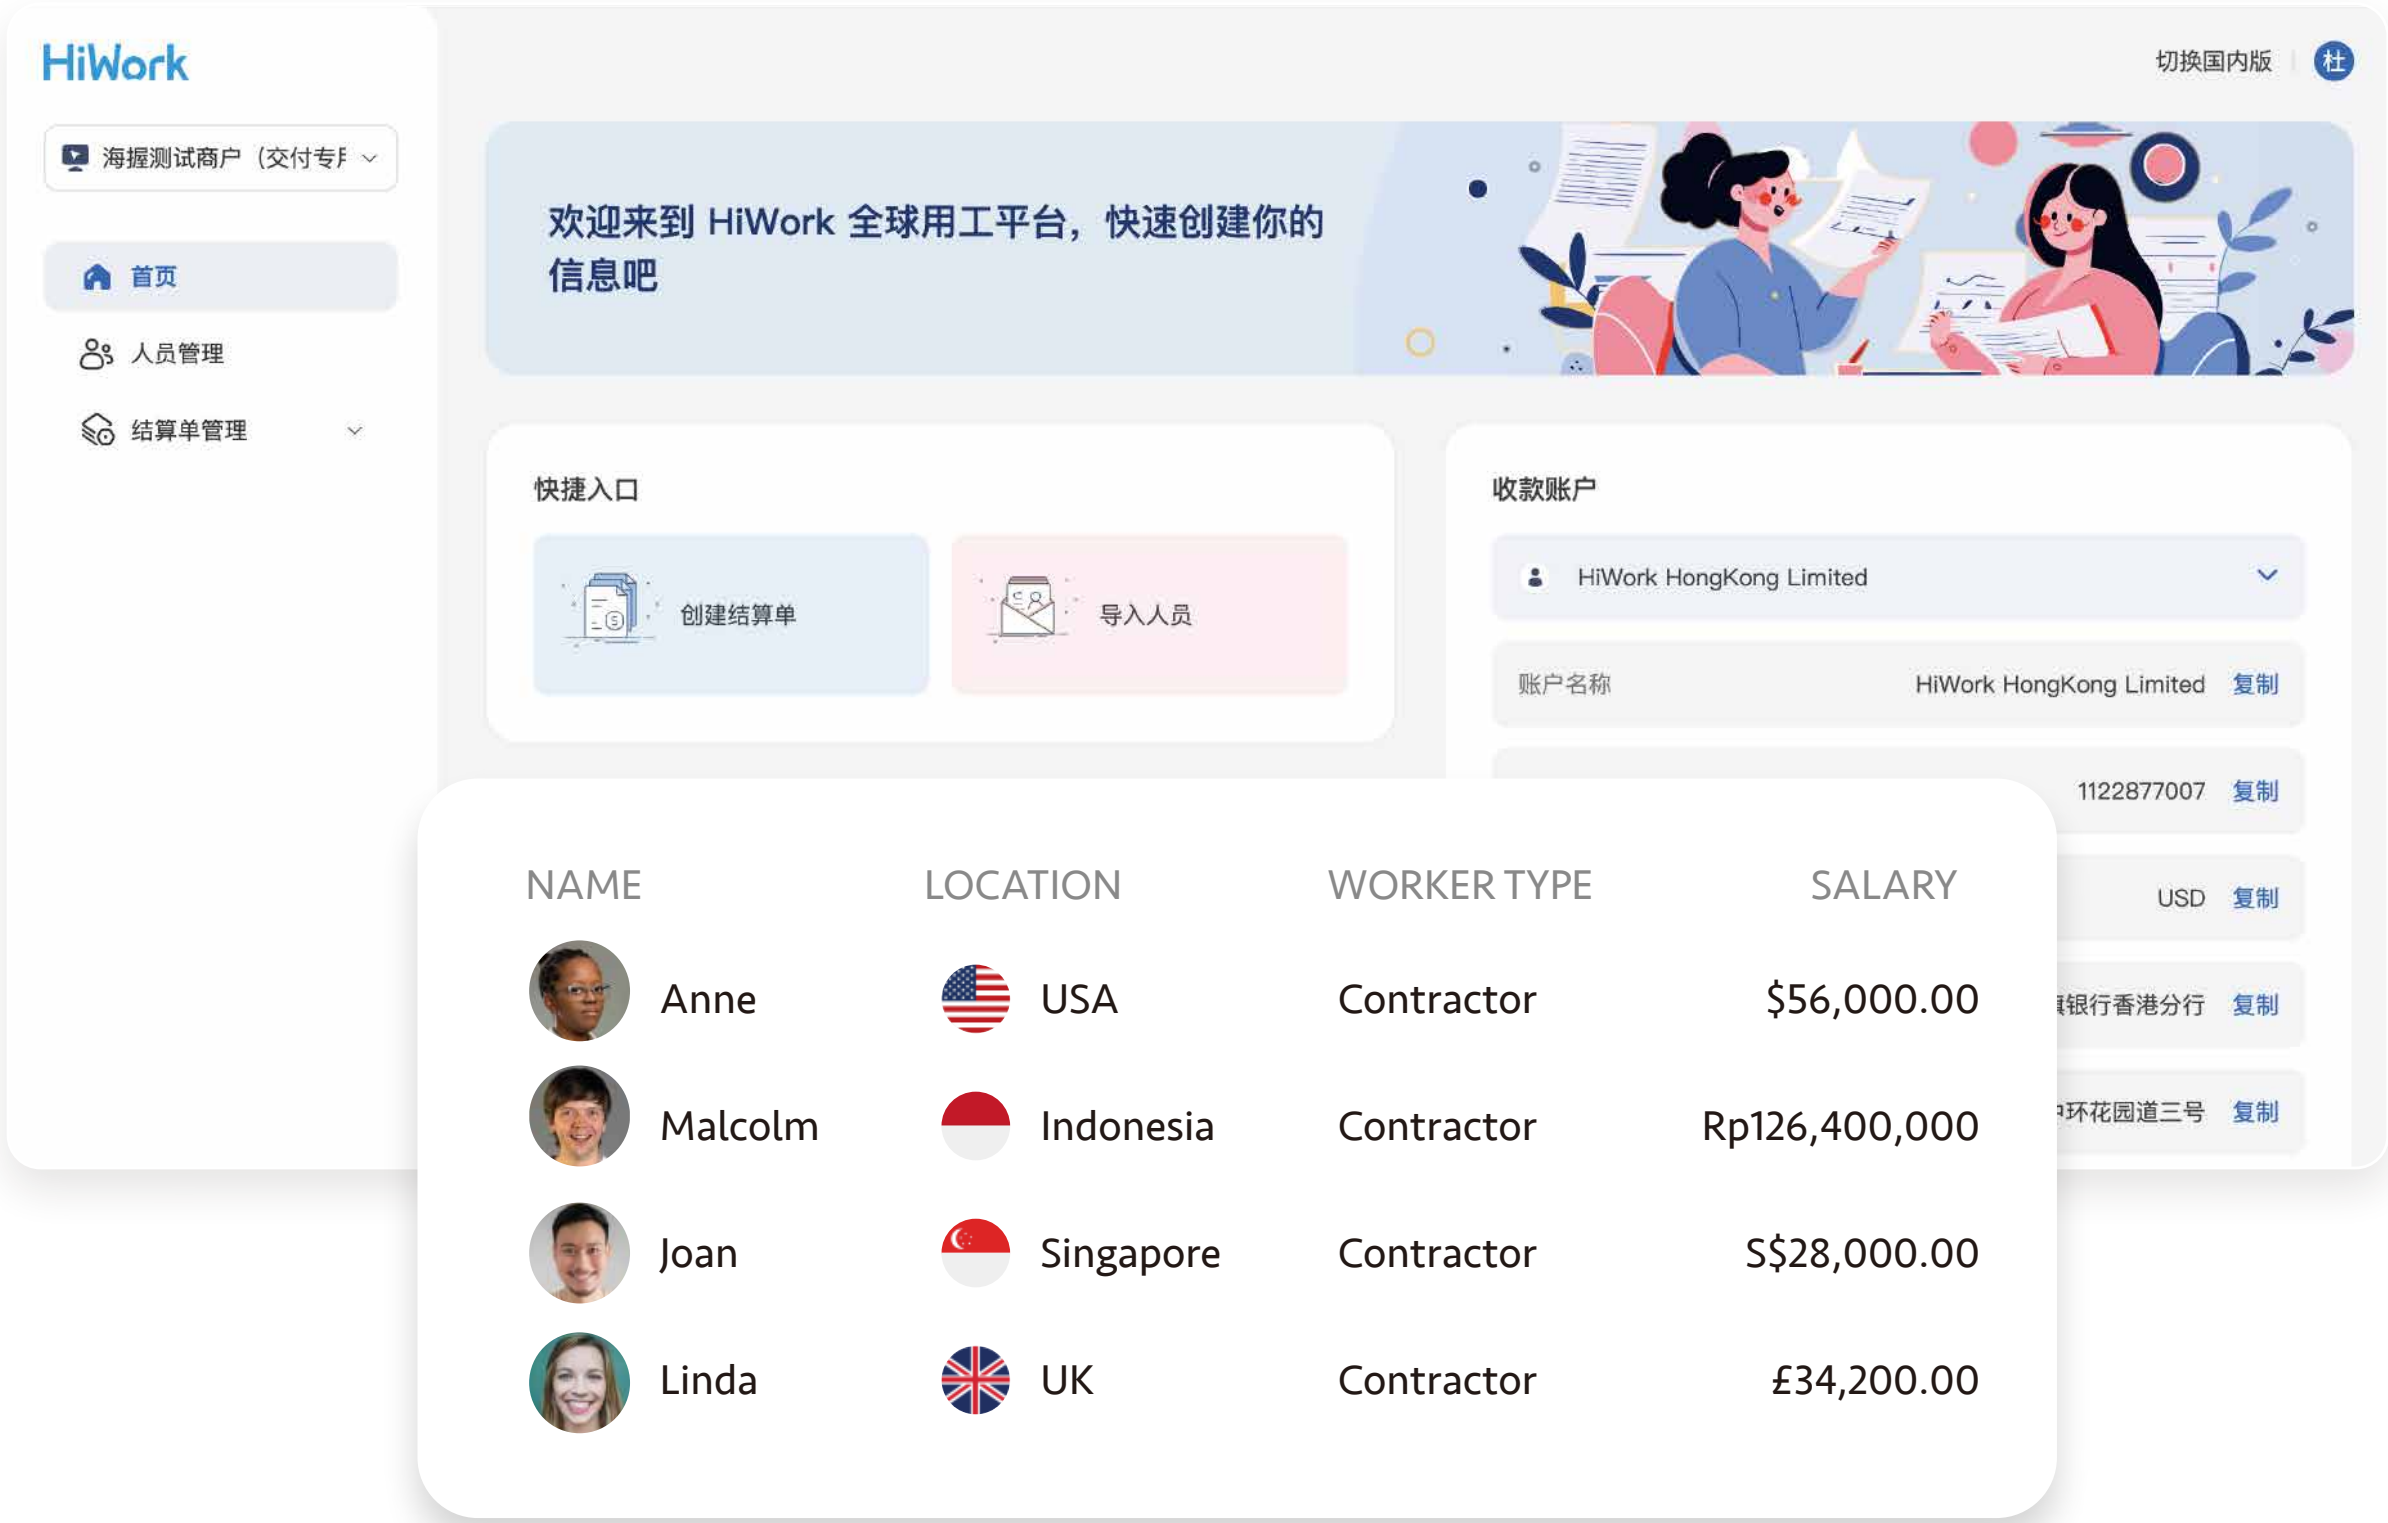 HiWork
切换国内版
杜
海握测试商户（交付专
首页
人员管理
结算单管理
欢迎来到 HiWork 全球用工平台，快速创建你的
信息吧
快捷入口
创建结算单
导入人员
收款账户
HiWork HongKong Limited
账户名称 HiWork HongKong Limited 复制
1122877007 复制
USD 复制
银行香港分行 复制
环花园道三号 复制
NAME LOCATION WORKER TYPE SALARY
Anne USA Contractor $56,000.00
Malcolm Indonesia Contractor Rp126,400,000
Joan Singapore Contractor S$28,000.00
Linda UK Contractor £34,200.00